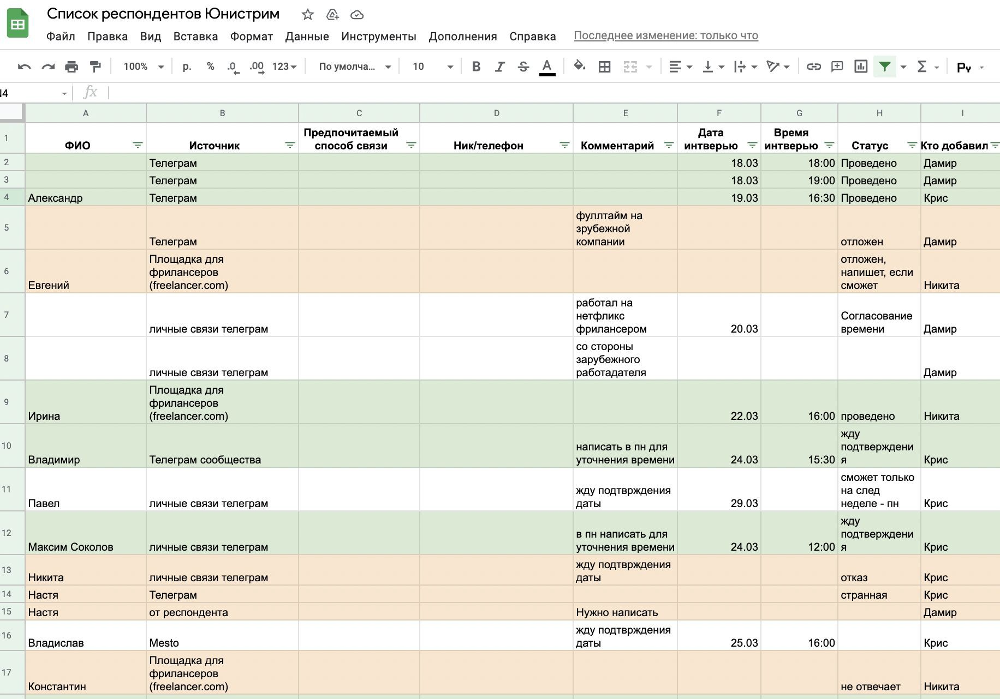 Список респондентов Юнистрим
Файл Правка Вид Вставка Формат Данные Инструменты Дополнения Справка Последнее изменение: только что
100% р. % .0 .00 123 По умолча... 10 B I S A Σ Ру
fx
A B C D E F G H I
1 ФИО Источник Предпочитаемый способ связи Ник/телефон Комментарий Дата интверью Время интверью Статус Кто добавил
2 Телеграм 18.03 18:00 Проведено Дамир
3 Телеграм 18.03 19:00 Проведено Дамир
4 Александр Телеграм 19.03 16:30 Проведено Крис
5 Телеграм фуллтайм на зрубежной компании отложен Дамир
6 Евгений Площадка для фрилансеров (freelancer.com) отложен, напишет, если сможет Никита
7 личные связи телеграм работал на нетфликс фрилансером 20.03 Согласование времени Дамир
8 личные связи телеграм со стороны зарубежного работадателя Дамир
9 Ирина Площадка для фрилансеров (freelancer.com) 22.03 16:00 проведено Никита
10 Владимир Телеграм сообщества написать в пн для уточнения времени 24.03 15:30 жду подтверждени я Крис
11 Павел личные связи телеграм жду подтврждения даты 29.03 сможет только на след неделе - пн Крис
12 Максим Соколов личные связи телеграм в пн написать для уточнения времени 24.03 12:00 жду подтверждени я Крис
13 Никита личные связи телеграм жду подтврждения даты отказ Крис
14 Настя Телеграм странная Крис
15 Настя от респондента Нужно написать Дамир
16 Владислав Mesto жду подтврждения даты 25.03 16:00 Крис
17 Константин Площадка для фрилансеров (freelancer.com) не отвечает Никита